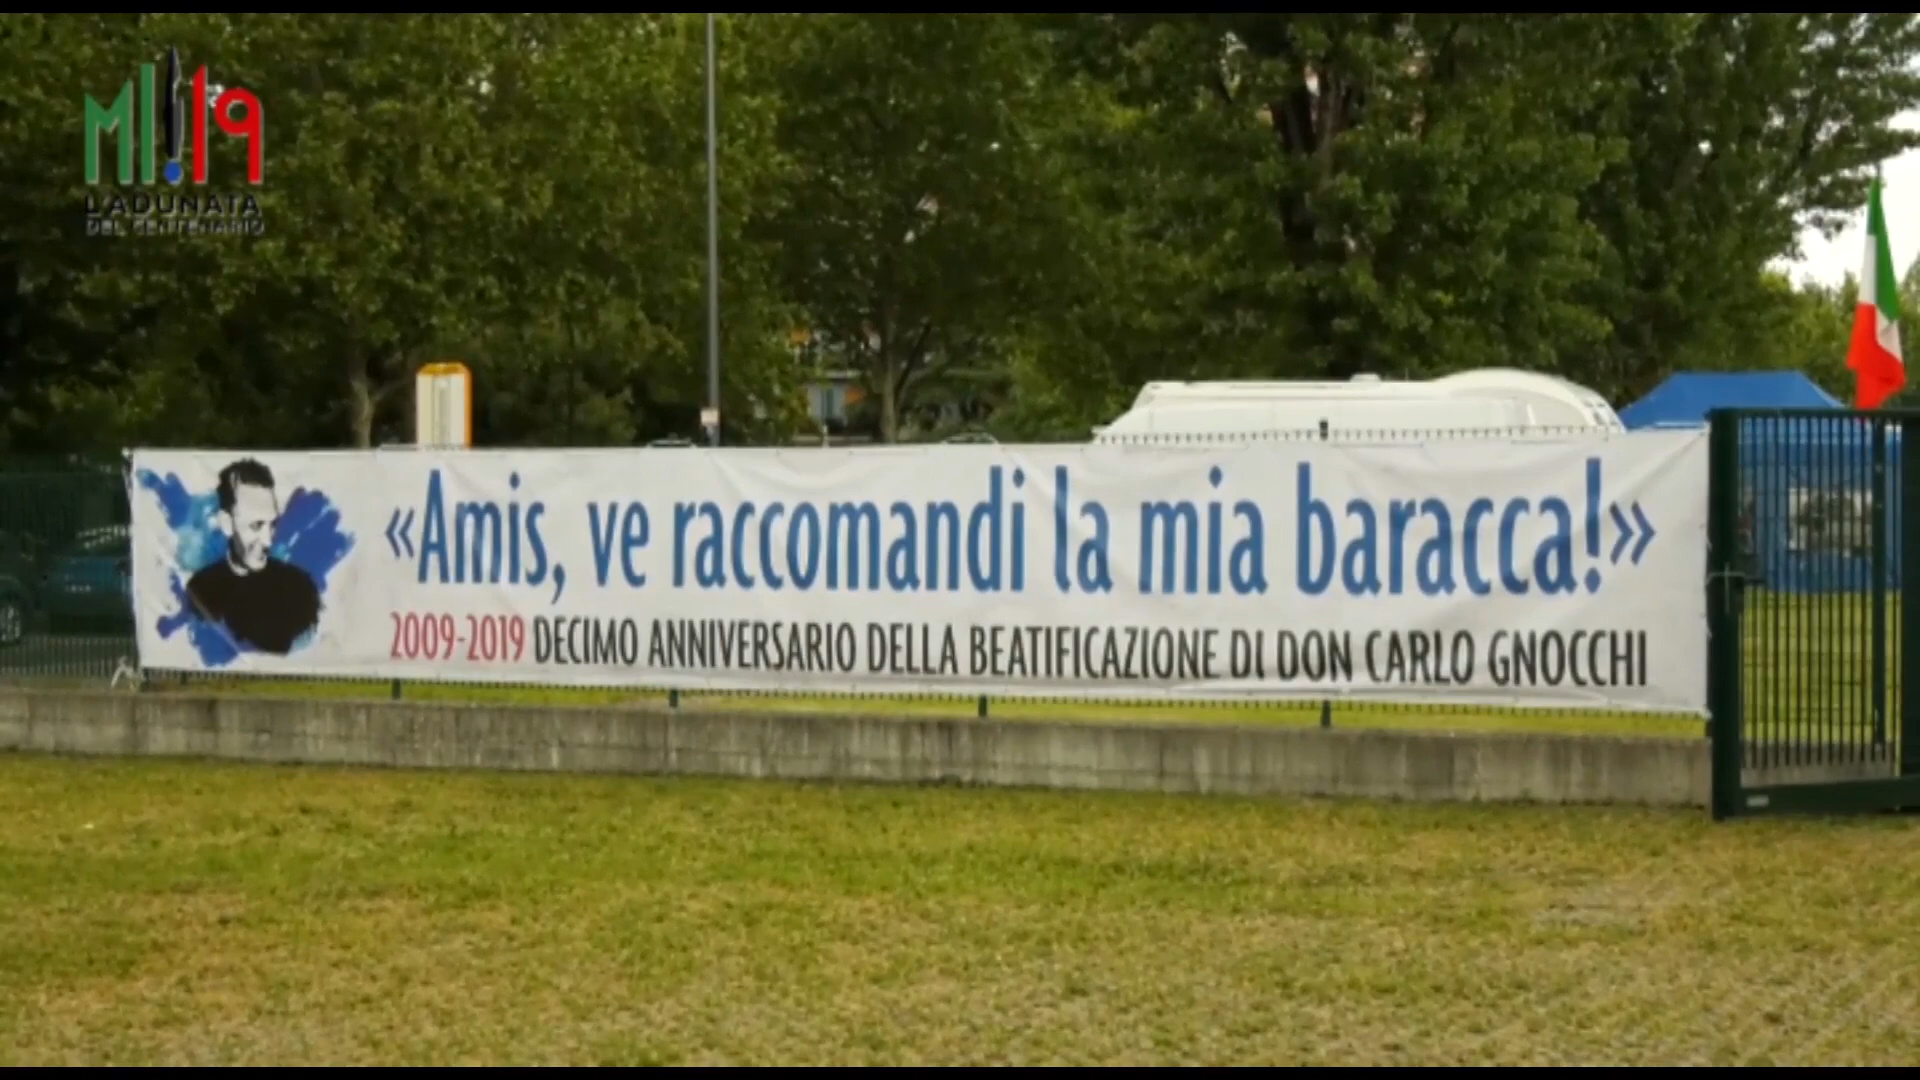 MI.19
L'ADUNATA
DEL CENTENARIO
«Amis, ve raccomandi la mia baracca!»
2009-2019 DECIMO ANNIVERSARIO DELLA BEATIFICAZIONE DI DON CARLO GNOCCHI